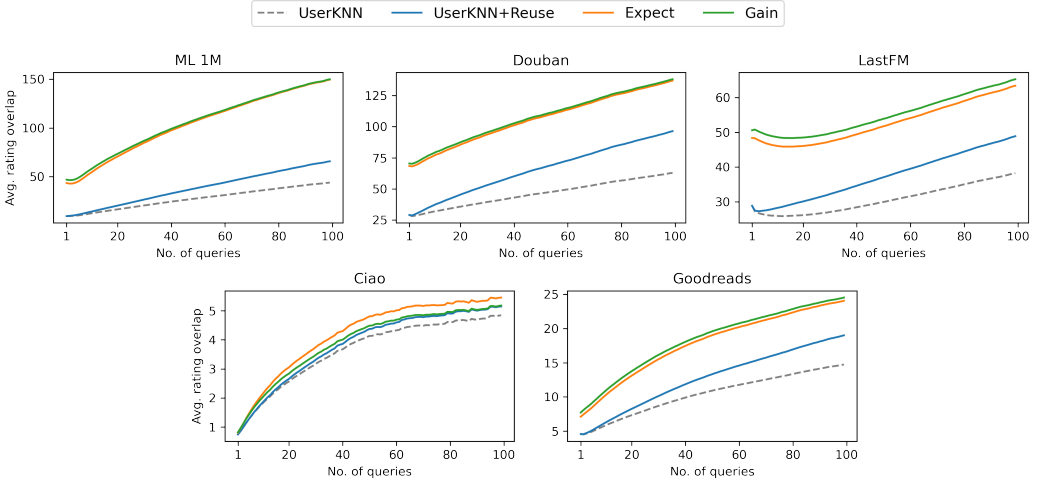 UserKNN UserKNN+Reuse Expect Gain
ML 1M Douban LastFM
Avg. rating overlap
150
100
50
1 20 40 60 80 100
No. of queries
125
100
75
50
25
1 20 40 60 80 100
No. of queries
60
50
40
30
1 20 40 60 80 100
No. of queries
Ciao Goodreads
Avg. rating overlap
5
4
3
2
1
1 20 40 60 80 100
No. of queries
25
20
15
10
5
1 20 40 60 80 100
No. of queries